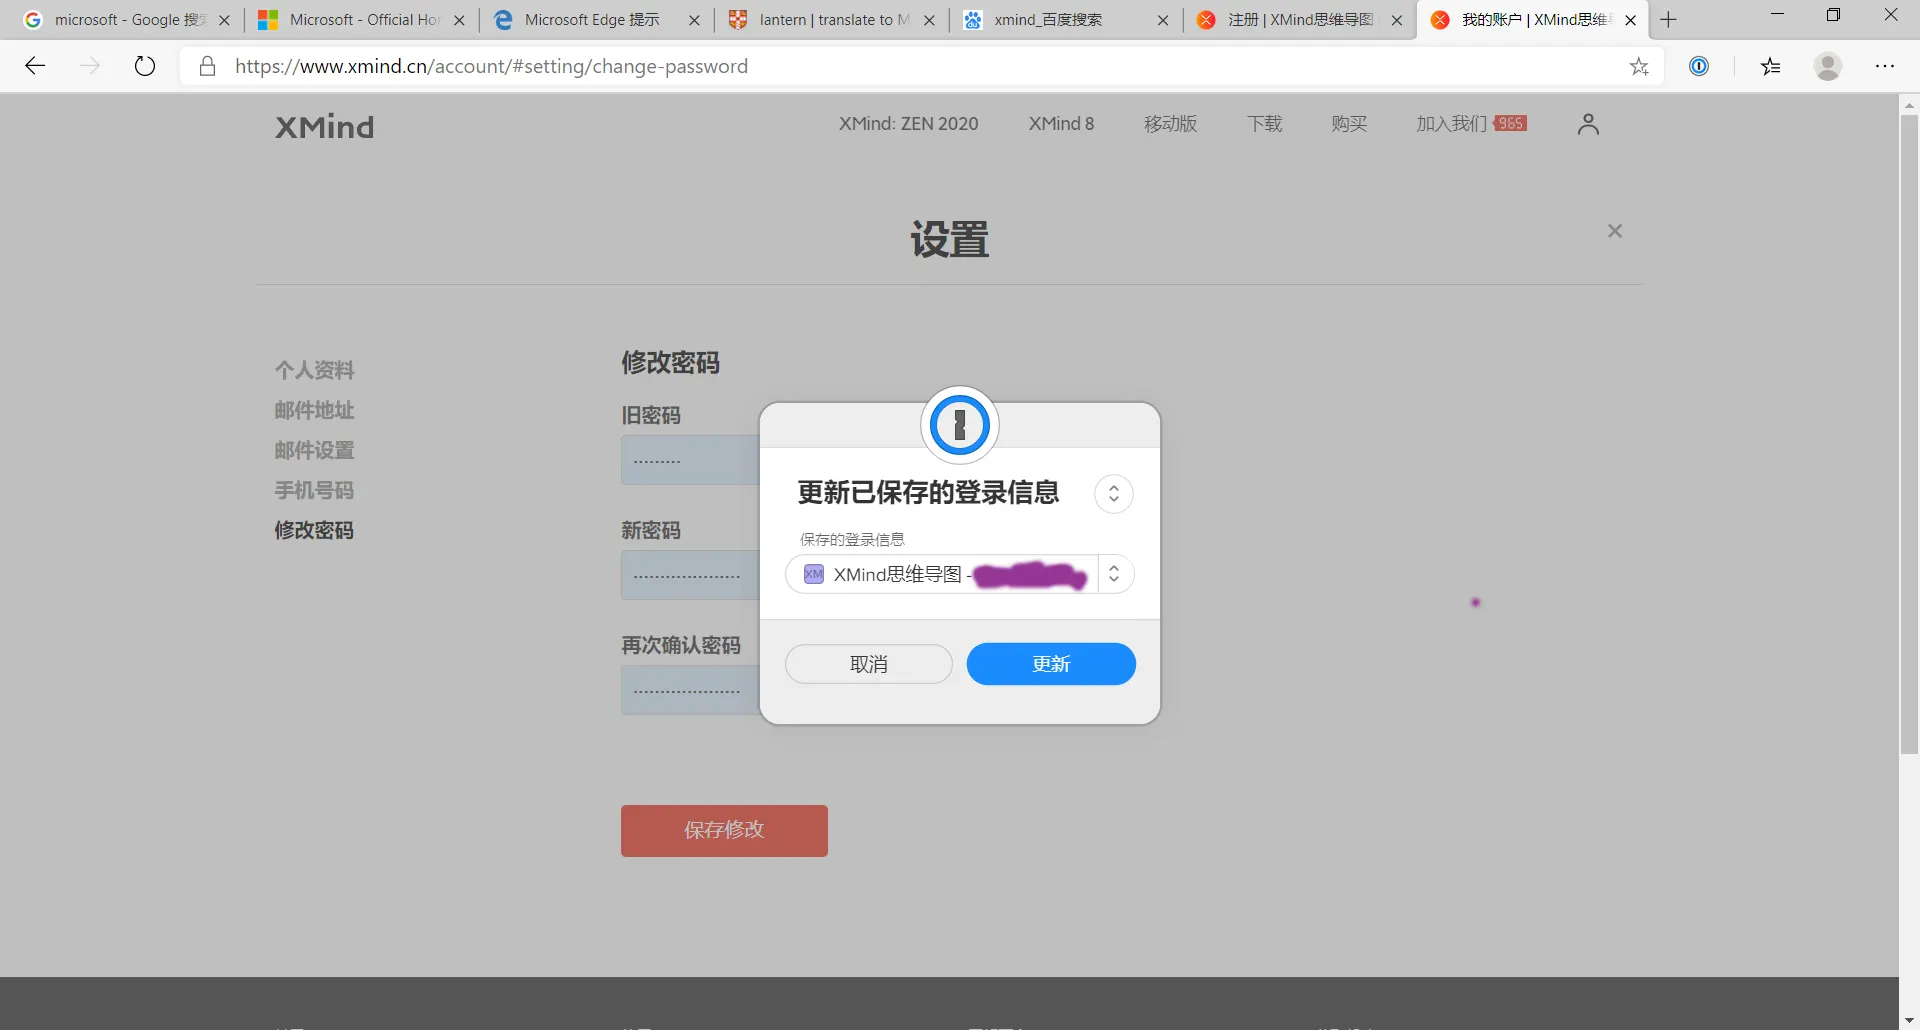 microsoft - Google 搜索
Microsoft - Official Ho
Microsoft Edge 提示
lantern | translate to M
xmind_百度搜索
注册 | XMind思维导图
我的账户 | XMind思维导
https://www.xmind.cn/account/#setting/change-password
XMind
XMind: ZEN 2020
XMind 8
移动版
下载
购买
加入我们
965
设置
个人资料
邮件地址
邮件设置
手机号码
修改密码
修改密码
旧密码
新密码
再次确认密码
保存修改
更新已保存的登录信息
保存的登录信息
XM
XMind思维导图 -
取消
更新